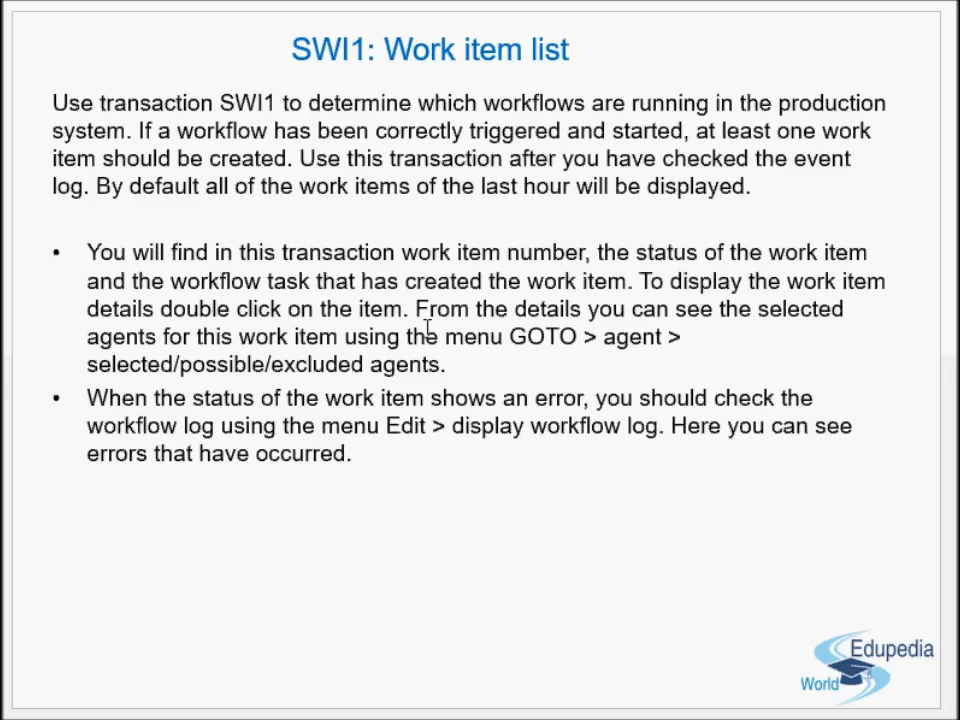 SWI1: Work item list
Use transaction SWI1 to determine which workflows are running in the production
system. If a workflow has been correctly triggered and started, at least one work
item should be created. Use this transaction after you have checked the event
log. By default all of the work items of the last hour will be displayed.
• You will find in this transaction work item number, the status of the work item
and the workflow task that has created the work item. To display the work item
details double click on the item. From the details you can see the selected
agents for this work item using the menu GOTO > agent >
selected/possible/excluded agents.
• When the status of the work item shows an error, you should check the
workflow log using the menu Edit > display workflow log. Here you can see
errors that have occurred.
Edupedia
World